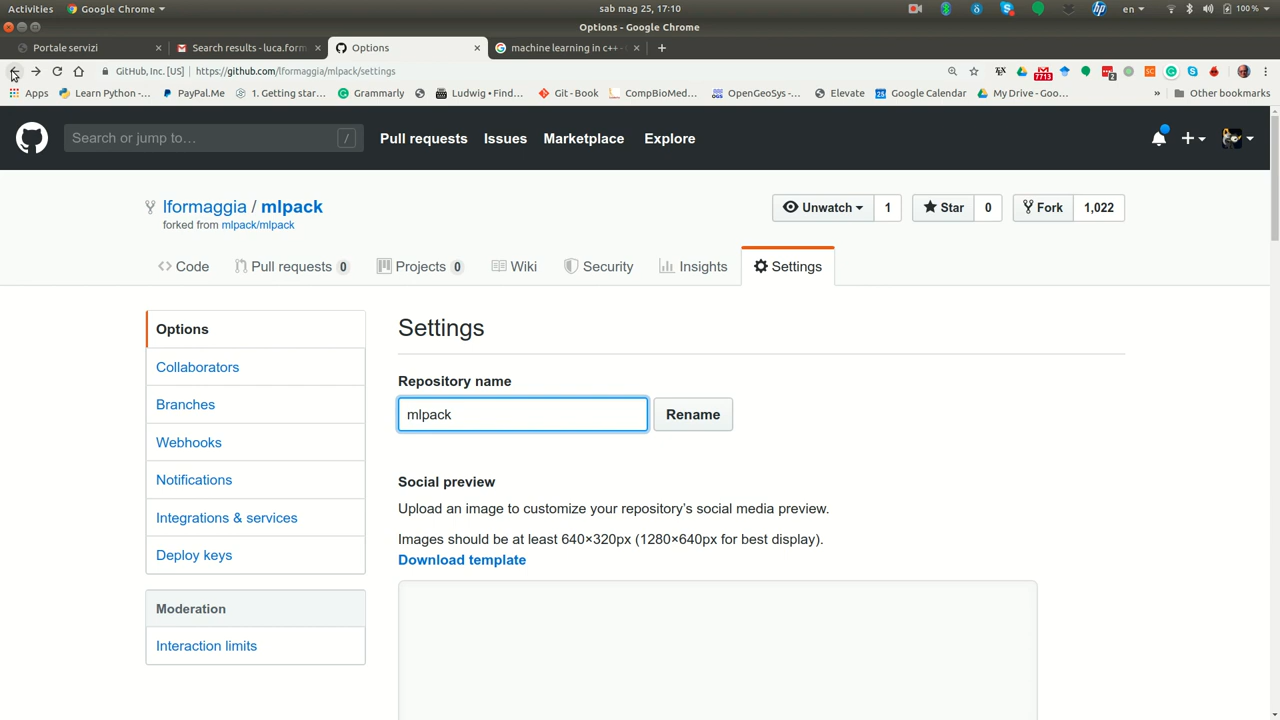 Activities Google Chrome sab mag 25, 17:10 en 100 %
Options - Google Chrome
Portale servizi Search results - luca.form Options machine learning in c++ -
GitHub, Inc. [US] https://github.com/lformaggia/mlpack/settings 7713 2 SC
Apps Learn Python -... PayPal.Me 1. Getting star... Grammarly Ludwig • Find... Git - Book CompBioMed... OpenGeoSys -... Elevate Google Calendar My Drive - Goo... » Other bookmarks
Search or jump to… / Pull requests Issues Marketplace Explore
lformaggia / mlpack Unwatch 1 Star 0 Fork 1,022
forked from mlpack/mlpack
Code Pull requests 0 Projects 0 Wiki Security Insights Settings
Options
Collaborators
Branches
Webhooks
Notifications
Integrations & services
Deploy keys
Moderation
Interaction limits
Settings
Repository name
mlpack Rename
Social preview
Upload an image to customize your repository’s social media preview.
Images should be at least 640×320px (1280×640px for best display).
Download template